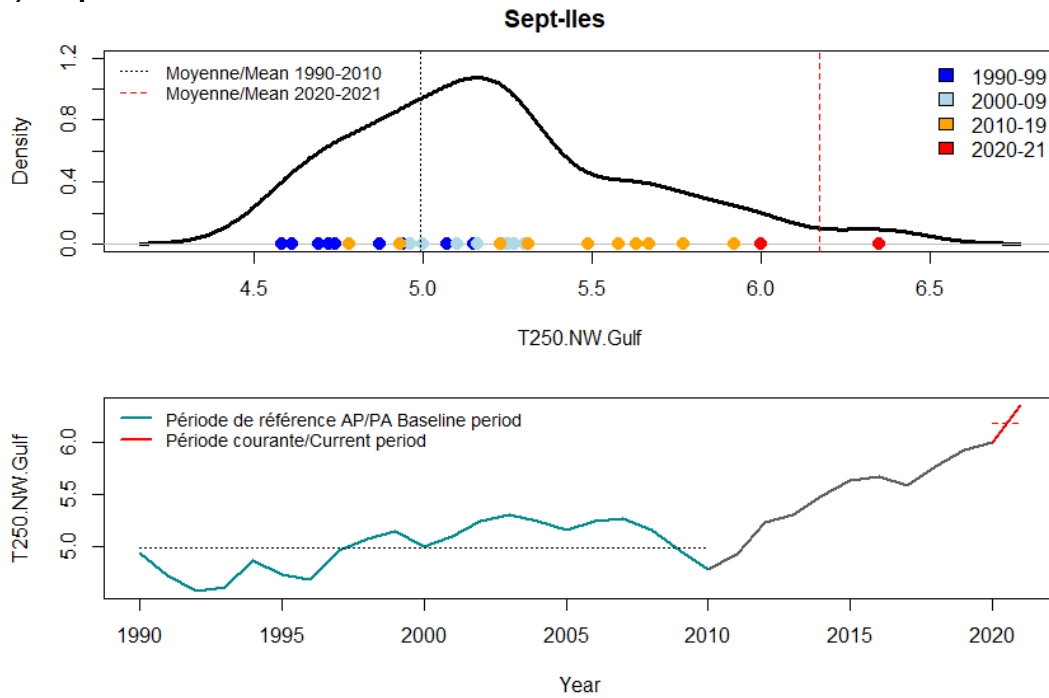 Sept-Iles
Moyenne/Mean 1990-2010
Moyenne/Mean 2020-2021
1990-99
2000-09
2010-19
2020-21
Density
0.0 0.4 0.8 1.2
4.5 5.0 5.5 6.0 6.5
T250.NW.Gulf
Période de référence AP/PA Baseline period
Période courante/Current period
T250.NW.Gulf
5.0 5.5 6.0
1990 1995 2000 2005 2010 2015 2020
Year